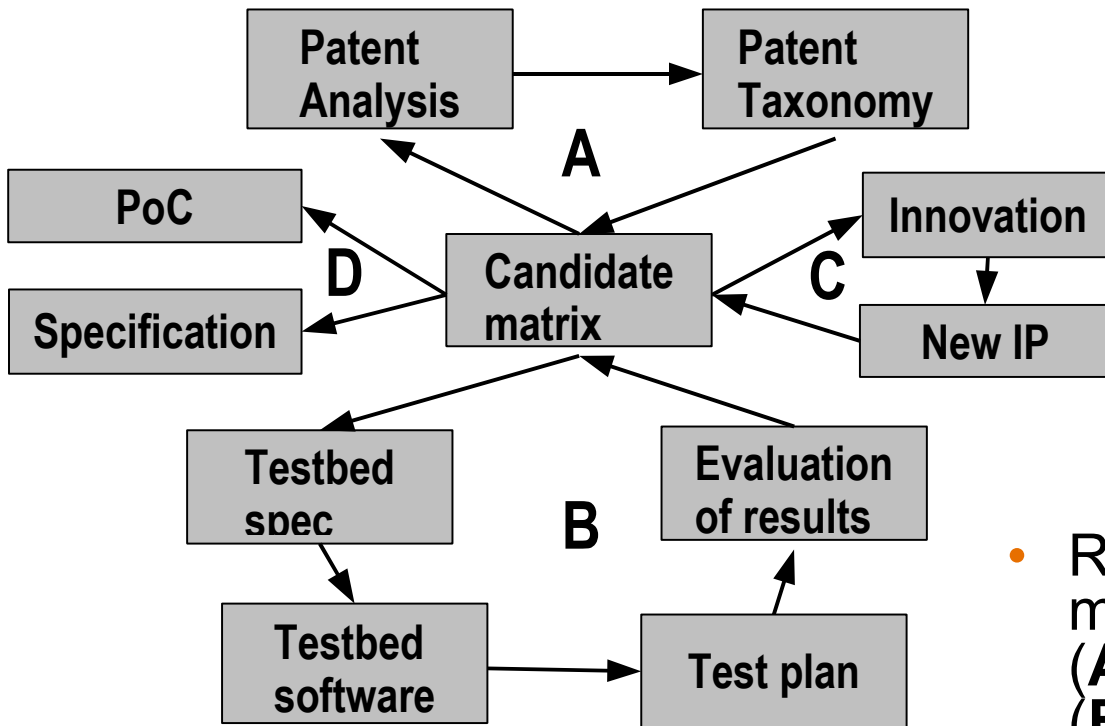 Patent
Analysis
Patent
Taxonomy
A
PoC
Innovation
D
Candidate
matrix
C
Specification
New IP
Testbed
spec
Evaluation
of results
B
Testbed
software
Test plan
• R
m
(A
(B